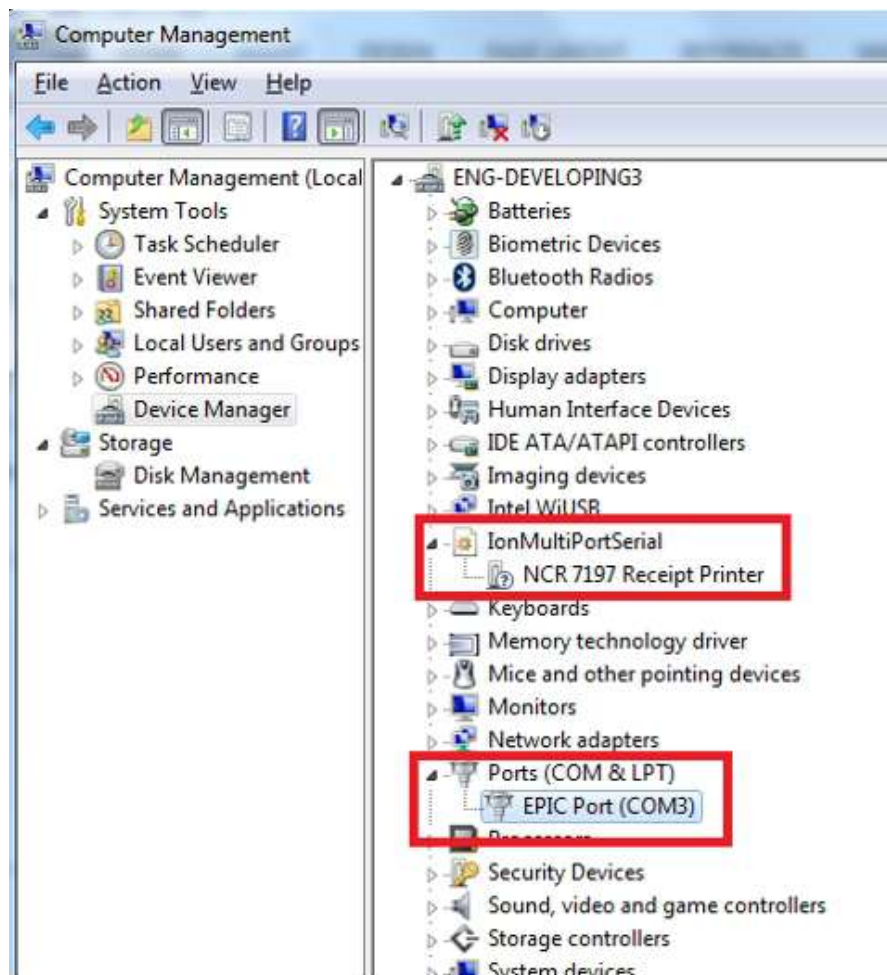 Computer Management
File Action View Help
Computer Management (Local
System Tools
Task Scheduler
Event Viewer
Shared Folders
Local Users and Groups
Performance
Device Manager
Storage
Disk Management
Services and Applications
ENG-DEVELOPING3
Batteries
Biometric Devices
Bluetooth Radios
Computer
Disk drives
Display adapters
Human Interface Devices
IDE ATA/ATAPI controllers
Imaging devices
Intel WiUSB
IonMultiPortSerial
NCR 7197 Receipt Printer
Keyboards
Memory technology driver
Mice and other pointing devices
Monitors
Network adapters
Ports (COM & LPT)
EPIC Port (COM3)
Processors
Security Devices
Sound, video and game controllers
Storage controllers
System devices